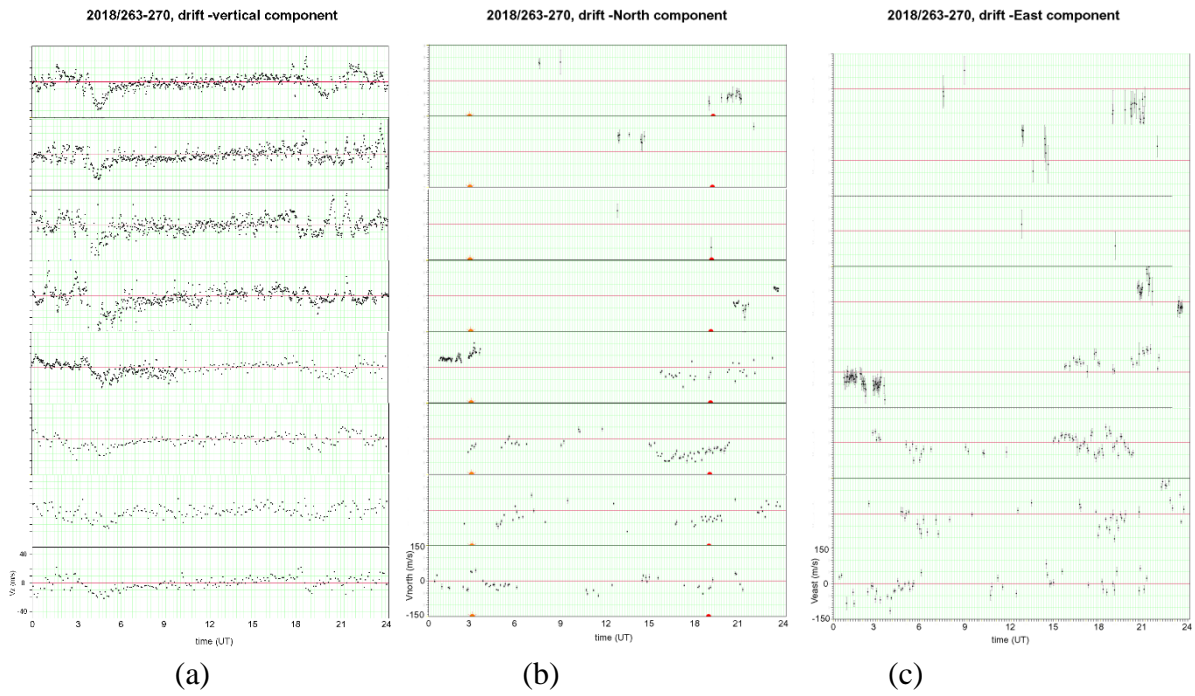 2018/263-270, drift -vertical component
2018/263-270, drift -North component
2018/263-270, drift -East component
40
0
-40
Vz (m/s)
0 3 6 9 12 15 18 21 24
time (UT)
150
0
-150
Vnorth (m/s)
0 3 6 9 12 15 18 21 24
time (UT)
150
0
-150
Veast (m/s)
0 3 6 9 12 15 18 21 24
time (UT)
(a) (b) (c)